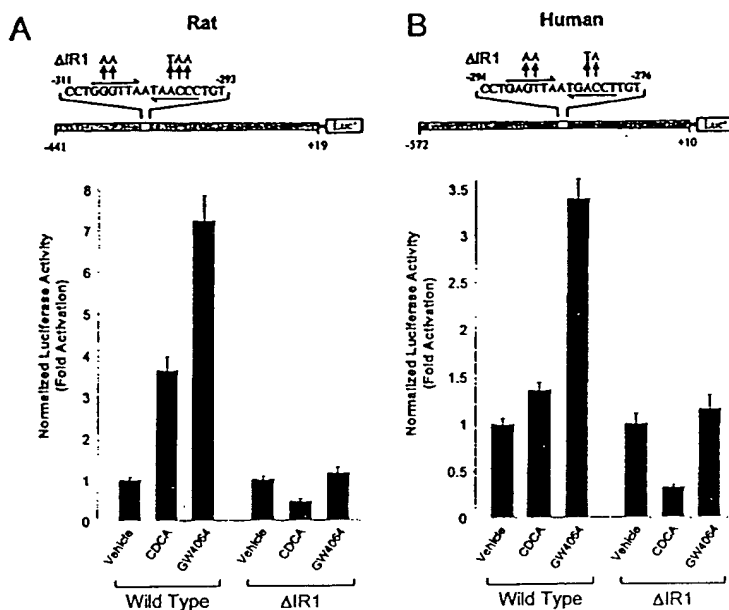 A
Rat
ΔIR1
AA
TAA
-311
-293
CCTGGGTTAATAACCCTGT
-441
+19
Luc+
Normalized Luciferase Activity
(Fold Activation)
8
7
6
5
4
3
2
1
0
Vehicle
CDCA
GW4064
Vehicle
CDCA
GW4064
Wild Type
ΔIR1
B
Human
ΔIR1
AA
TA
-294
-276
CCTGAGTTAATGACCTTGT
-572
+10
Luc+
Normalized Luciferase Activity
(Fold Activation)
3.5
3
2.5
2
1.5
1
0.5
0
Vehicle
CDCA
GW4064
Vehicle
CDCA
GW4064
Wild Type
ΔIR1